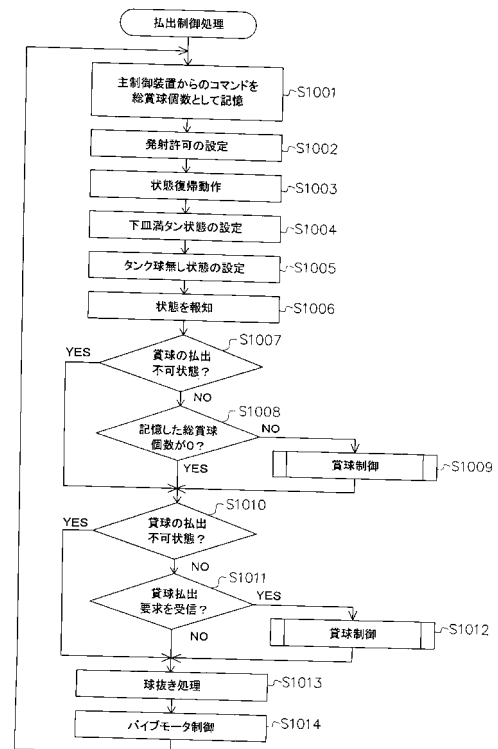 払出制御処理
主制御装置からのコマンドを
総賞球個数として記憶
S1001
発射許可の設定
S1002
状態復帰動作
S1003
下皿満タン状態の設定
S1004
タンク球無し状態の設定
S1005
状態を報知
S1006
S1007
YES
賞球の払出
不可状態?
NO
S1008
記憶した総賞球
個数が0?
NO
YES
賞球制御
S1009
S1010
YES
貸球の払出
不可状態?
NO
S1011
貸球払出
要求を受信?
YES
NO
貸球制御
S1012
球抜き処理
S1013
バイブモータ制御
S1014